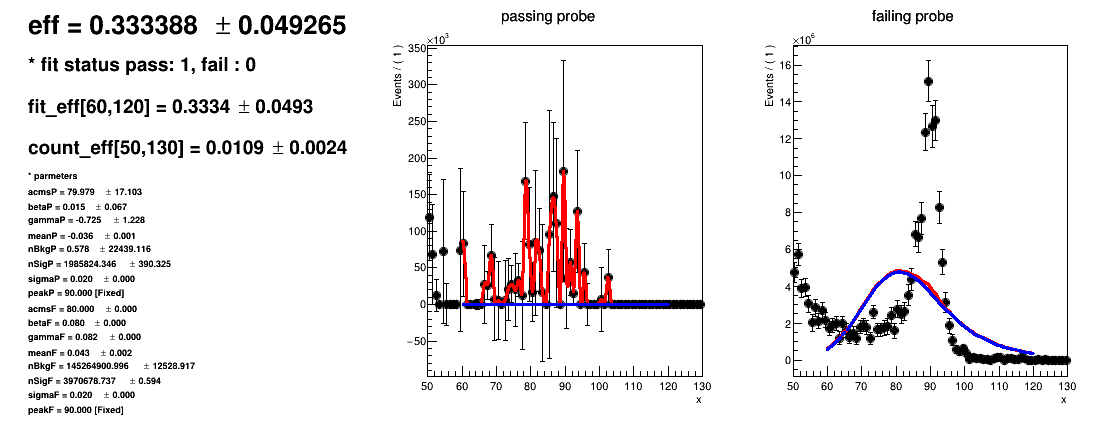 eff = 0.333388 ± 0.049265
* fit status pass: 1, fail : 0
fit_eff[60,120] = 0.3334 ± 0.0493
count_eff[50,130] = 0.0109 ± 0.0024
* parmeters
acmsP = 79.979 ± 17.103
betaP = 0.015 ± 0.067
gammaP = -0.725 ± 1.228
meanP = -0.036 ± 0.001
nBkgP = 0.578 ± 22439.116
nSigP = 1985824.346 ± 390.325
sigmaP = 0.020 ± 0.000
peakP = 90.000 [Fixed]
acmsF = 80.000 ± 0.000
betaF = 0.080 ± 0.000
gammaF = 0.082 ± 0.000
meanF = 0.043 ± 0.002
nBkgF = 145264900.996 ± 12528.917
nSigF = 3970678.737 ± 0.594
sigmaF = 0.020 ± 0.000
peakF = 90.000 [Fixed]
passing probe
×10³
Events / ( 1 )
350
300
250
200
150
100
50
0
−50
50 60 70 80 90 100 110 120 130
x
failing probe
×10⁶
Events / ( 1 )
16
14
12
10
8
6
4
2
0
50 60 70 80 90 100 110 120 130
x